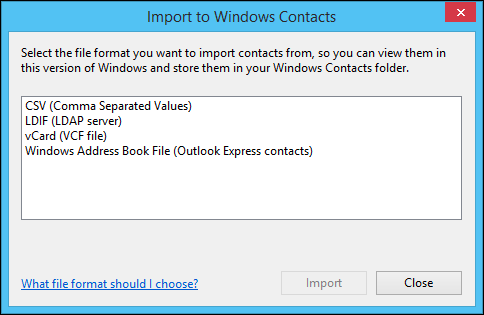 Import to Windows Contacts
Select the file format you want to import contacts from, so you can view them in
this version of Windows and store them in your Windows Contacts folder.
CSV (Comma Separated Values)
LDIF (LDAP server)
vCard (VCF file)
Windows Address Book File (Outlook Express contacts)
What file format should I choose?
Import
Close